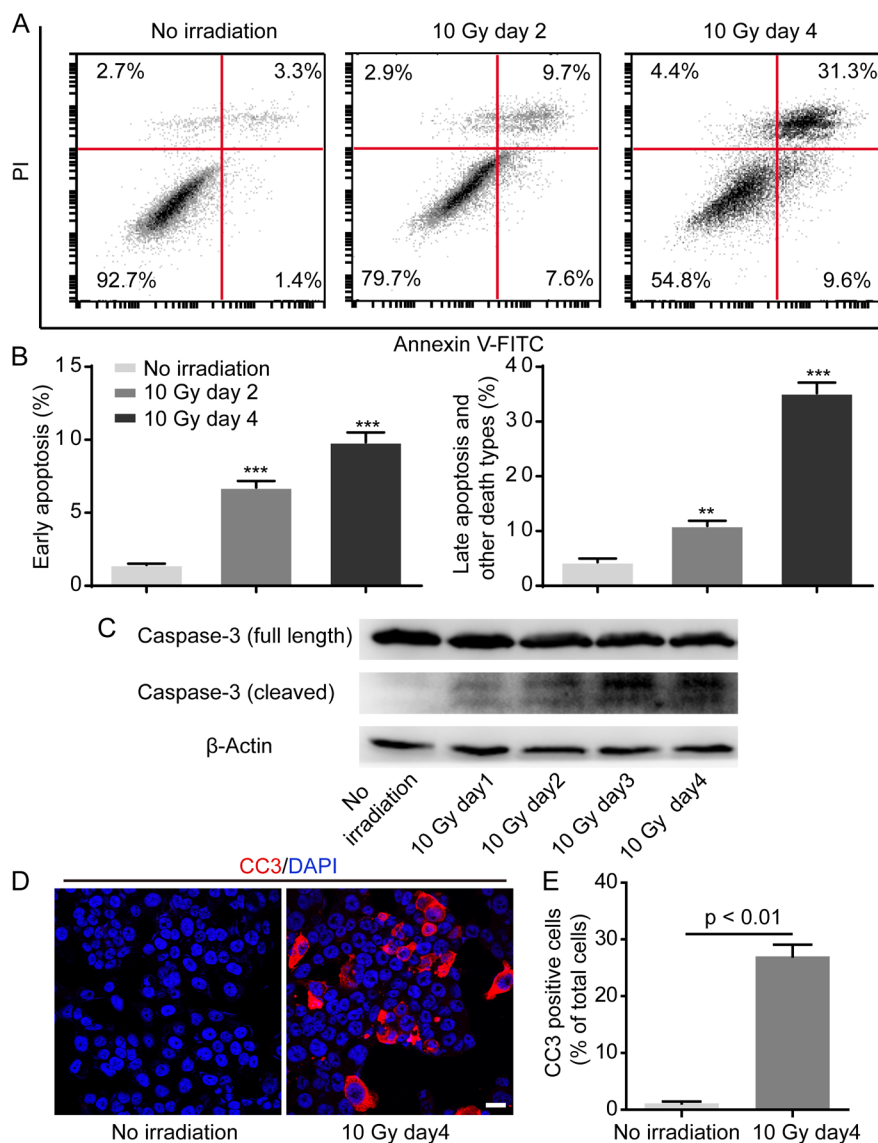 A
No irradiation
10 Gy day 2
10 Gy day 4
2.7%
3.3%
2.9%
9.7%
4.4%
31.3%
PI
92.7%
1.4%
79.7%
7.6%
54.8%
9.6%
Annexin V-FITC
B
Early apoptosis (%)
15
10
5
0
No irradiation
10 Gy day 2
10 Gy day 4
***
***
Late apoptosis and
other death types (%)
40
30
20
10
0
**
***
C
Caspase-3 (full length)
Caspase-3 (cleaved)
β-Actin
No
irradiation
10 Gy day1
10 Gy day2
10 Gy day3
10 Gy day4
D
CC3/DAPI
No irradiation
10 Gy day4
E
CC3 positive cells
(% of total cells)
40
30
20
10
0
p < 0.01
No irradiation
10 Gy day4